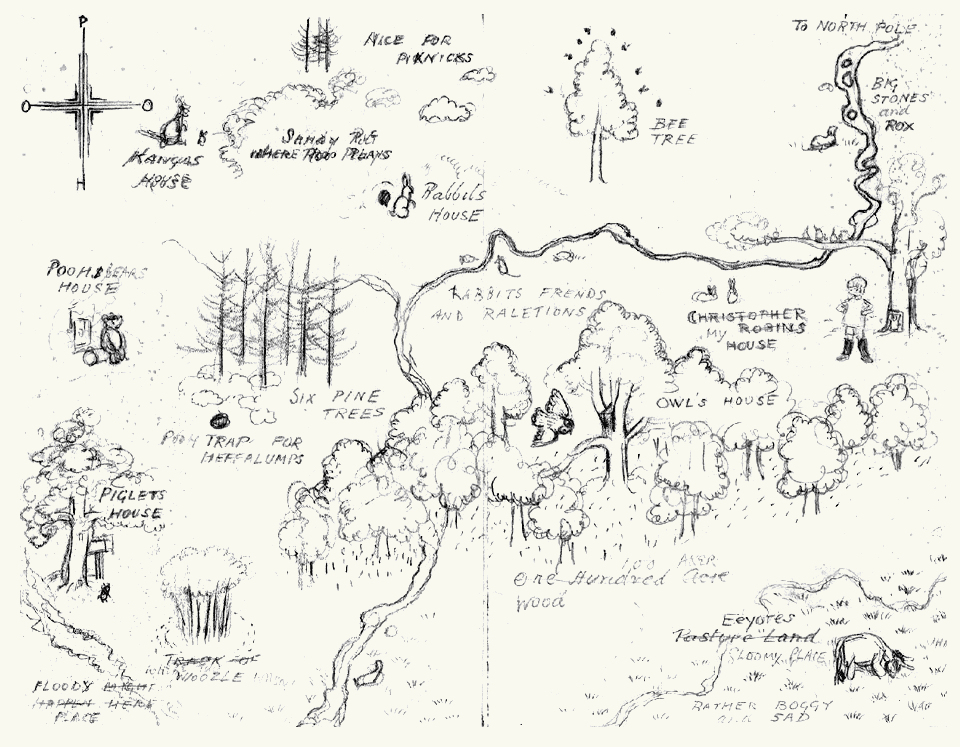 P
NICE FOR
PIKNICKS
To NORTH POLE
BIG
STONES
and
ROX
BEE
TREE
O
O
SANDY PIT
WHERE ROO PLAYS
KANGAS
HOUSE
H
Rabbits
HOUSE
POOH BEARS
HOUSE
RABBITS FRENDS
AND RALETIONS
CHRISTOPHER
My ROBINS
HOUSE
SIX PINE
TREES
OWL'S HOUSE
POOH TRAP FOR
HEFFALUMPS
PIGLETS
HOUSE
100 AKER
One Hundred Acre
Wood
Eeyores
Pasture Land
GLOOMY PLACE
TRACK OF
WOOZLE
FLOODY MIGHT
HAPPEN HERE
PLACE
RATHER BOGGY
and SAD